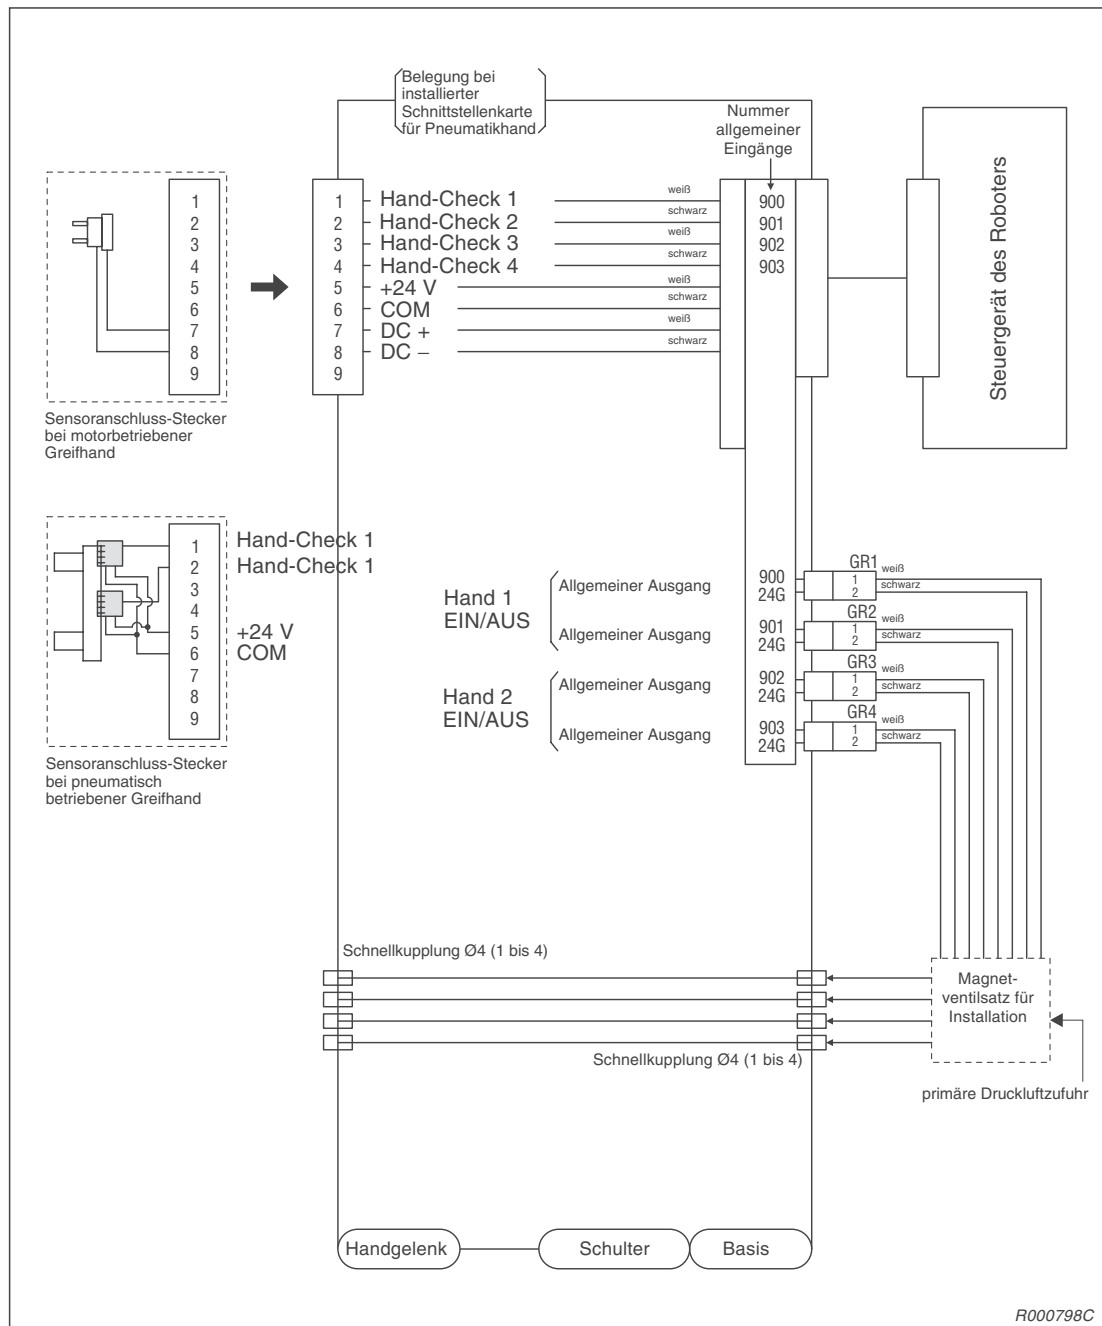 Belegung bei
installierter
Schnittstellenkarte
für Pneumatikhand
Nummer
allgemeiner
Eingänge
1
2
3
4
5
6
7
8
9
Sensoranschluss-Stecker
bei motorbetriebener
Greifhand
1 Hand-Check 1 weiß 900
2 Hand-Check 2 schwarz 901
3 Hand-Check 3 weiß 902
4 Hand-Check 4 schwarz 903
5 +24 V weiß
6 COM schwarz
7 DC + weiß
8 DC – schwarz
9
Steuergerät des Roboters
1 Hand-Check 1
2 Hand-Check 1
3
4
5 +24 V
6 COM
7
8
9
Sensoranschluss-Stecker
bei pneumatisch
betriebener Greifhand
Hand 1
EIN/AUS
Allgemeiner Ausgang
Allgemeiner Ausgang
Hand 2
EIN/AUS
Allgemeiner Ausgang
Allgemeiner Ausgang
GR1
900 1 weiß
24G 2 schwarz
GR2
901 1 weiß
24G 2 schwarz
GR3
902 1 weiß
24G 2 schwarz
GR4
903 1 weiß
24G 2 schwarz
Schnellkupplung Ø4 (1 bis 4)
Schnellkupplung Ø4 (1 bis 4)
Magnet-
ventilsatz für
Installation
primäre Druckluftzufuhr
Handgelenk
Schulter
Basis
R000798C